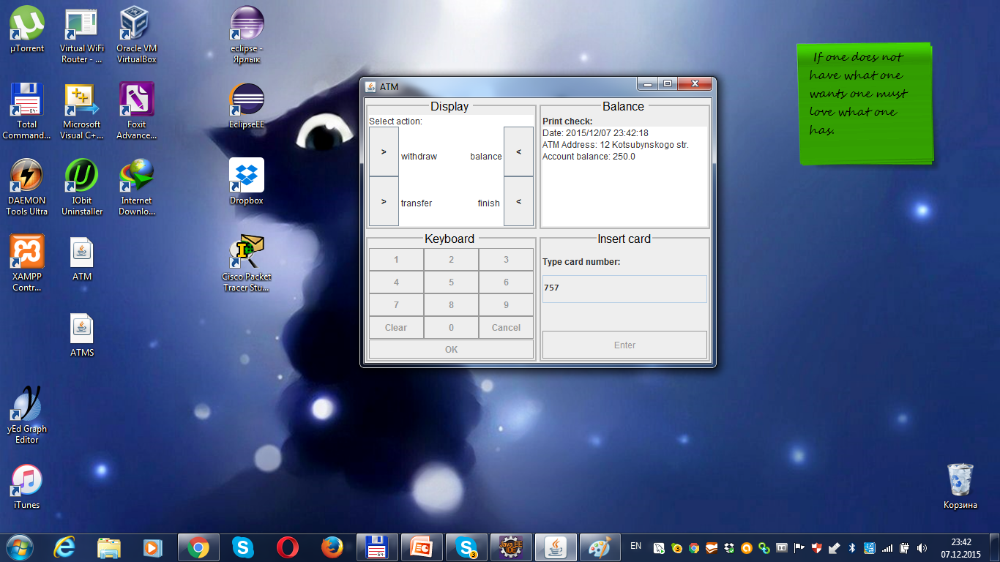 µTorrent
Virtual WiFi
Router - ...
Oracle VM
VirtualBox
eclipse -
Ярлык
Total
Command...
Microsoft
Visual C+...
Foxit
Advance...
EclipseEE
DAEMON
Tools Ultra
IObit
Uninstaller
Internet
Downlo...
Dropbox
XAMPP
Contr...
ATM
Cisco Packet
Tracer Stu...
ATMS
yEd Graph
Editor
iTunes
If one does not
have what one
wants one must
love what one
has.
ATM
Display
Select action:
> withdraw balance <
> transfer finish <
Balance
Print check:
Date: 2015/12/07 23:42:18
ATM Address: 12 Kotsubynskogo str.
Account balance: 250.0
Keyboard
1 2 3
4 5 6
7 8 9
Clear 0 Cancel
OK
Insert card
Type card number:
757
Enter
Корзина
Java EE
IDE
3
EN
3
23:42
07.12.2015